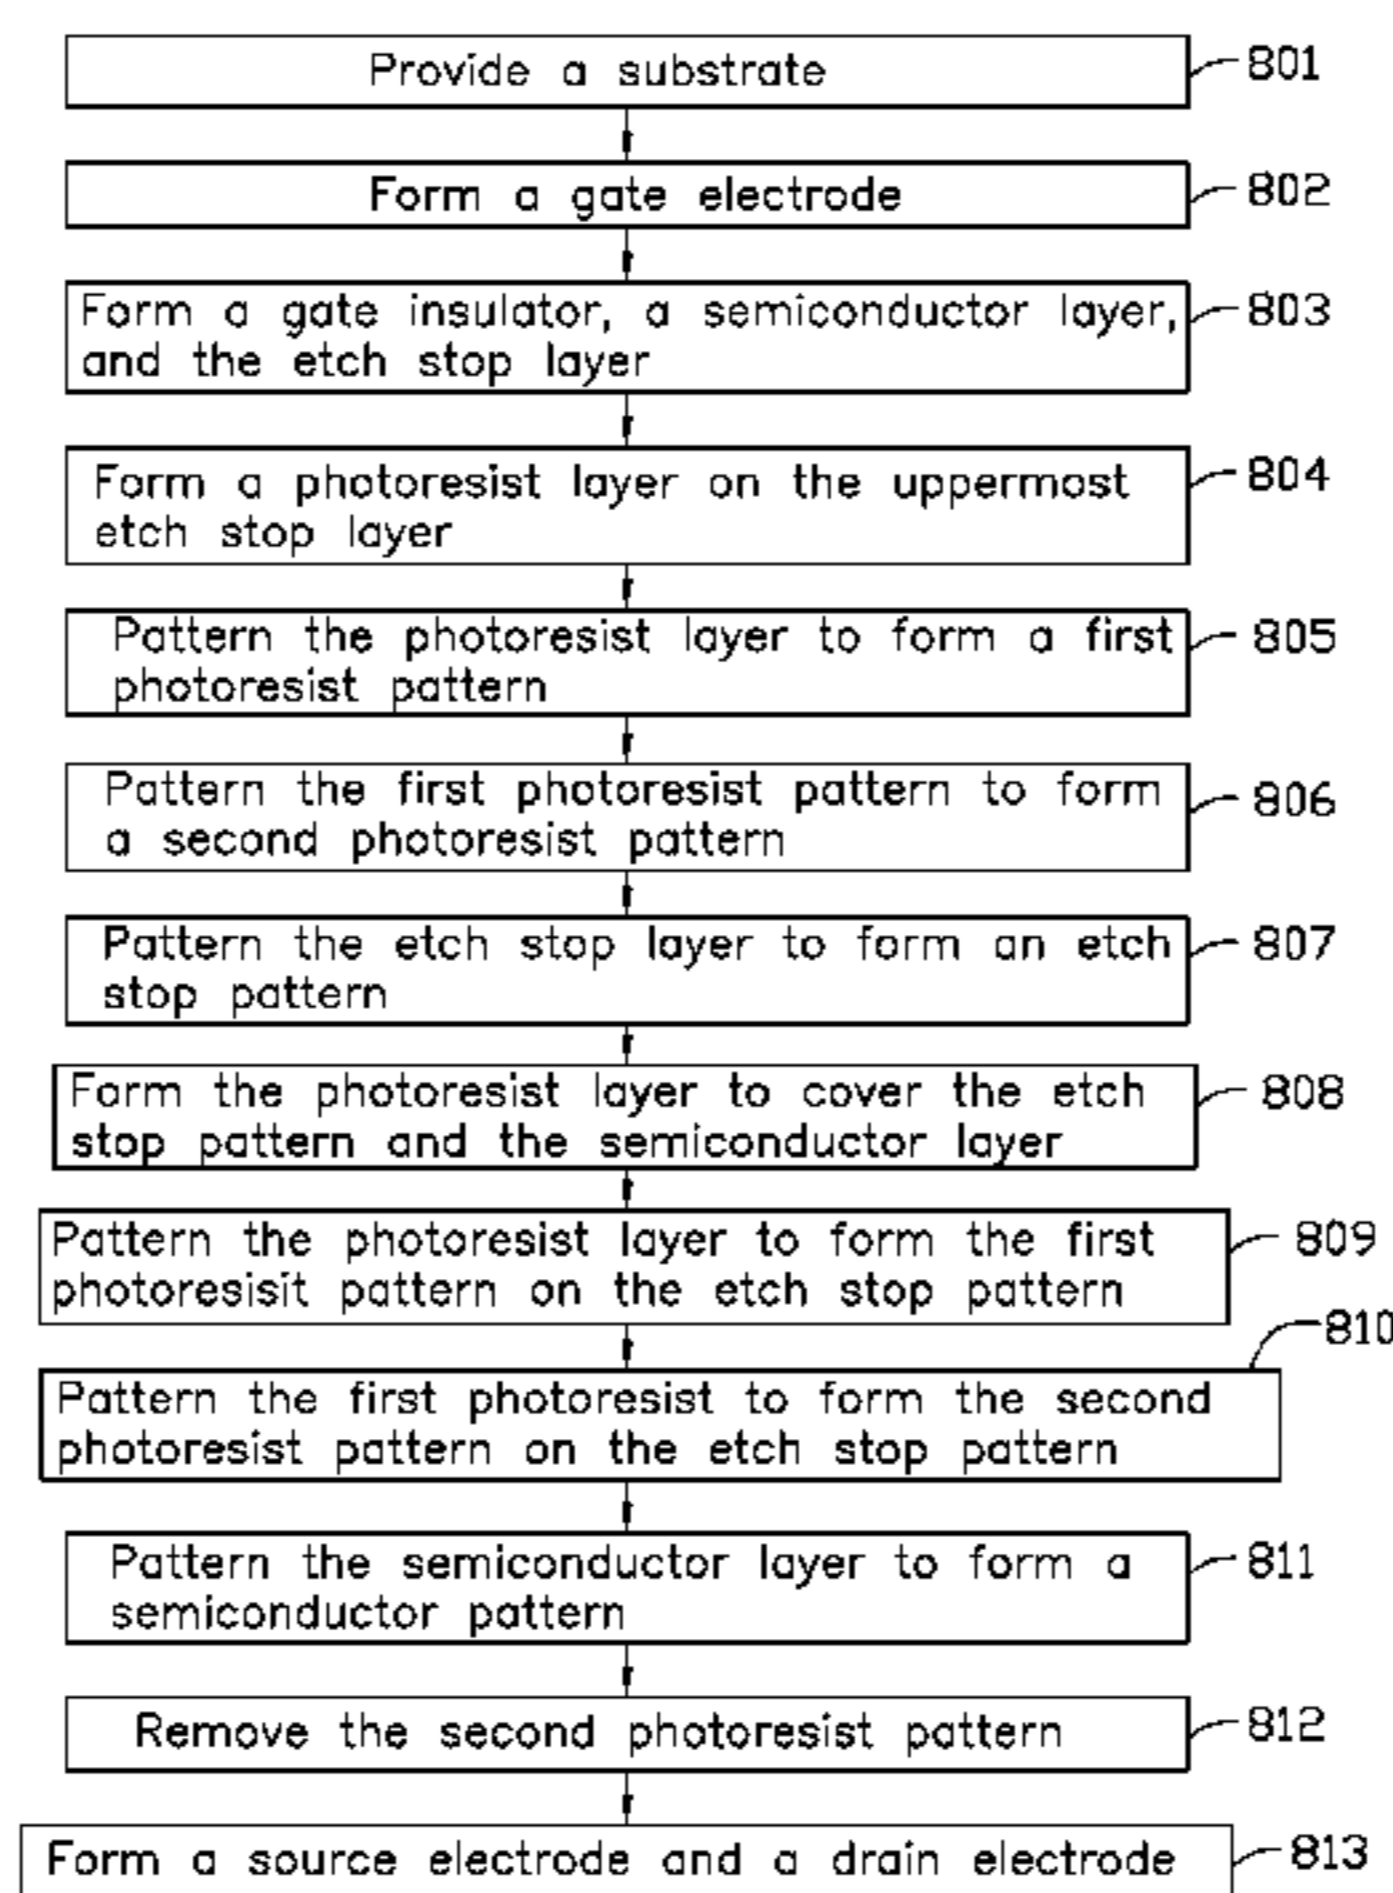 Provide a substrate
801
Form a gate electrode
802
Form a gate insulator, a semiconductor layer,
and the etch stop layer
803
Form a photoresist layer on the uppermost
etch stop layer
804
Pattern the photoresist layer to form a first
photoresist pattern
805
Pattern the first photoresist pattern to form
a second photoresist pattern
806
Pattern the etch stop layer to form an etch
stop pattern
807
Form the photoresist layer to cover the etch
stop pattern and the semiconductor layer
808
Pattern the photoresist layer to form the first
photoresisit pattern on the etch stop pattern
809
810
Pattern the first photoresist to form the second
photoresist pattern on the etch stop pattern
Pattern the semiconductor layer to form a
semiconductor pattern
811
Remove the second photoresist pattern
812
Form a source electrode and a drain electrode
813